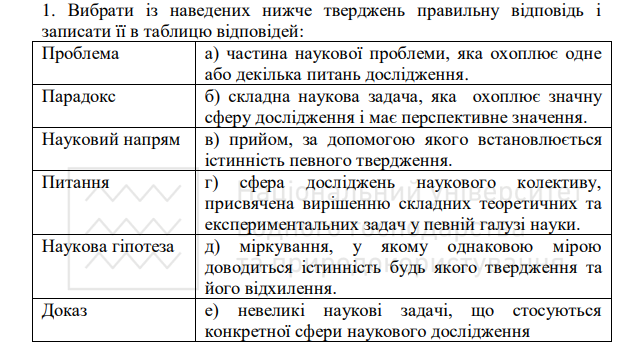 1. Вибрати із наведених нижче тверджень правильну відповідь і
записати її в таблицю відповідей:
Проблема
а) частина наукової проблеми, яка охоплює одне
або декілька питань дослідження.
Парадокс
б) складна наукова задача, яка охоплює значну
сферу дослідження і має перспективне значення.
Науковий напрям
в) прийом, за допомогою якого встановлюється
істинність певного твердження.
Питання
г) сфера досліджень наукового колективу,
присвячена вирішенню складних теоретичних та
експериментальних задач у певній галузі науки.
Наукова гіпотеза
д) міркування, у якому однаковою мірою
доводиться істинність будь якого твердження та
його відхилення.
Доказ
е) невеликі наукові задачі, що стосуються
конкретної сфери наукового дослідження
Національний університет
та природокористування